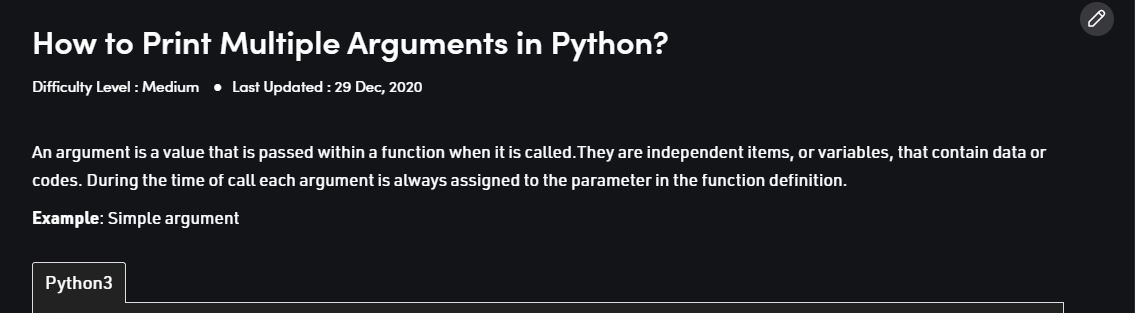 How to Print Multiple Arguments in Python?
Difficulty Level : Medium ● Last Updated : 29 Dec, 2020
An argument is a value that is passed within a function when it is called.They are independent items, or variables, that contain data or
codes. During the time of call each argument is always assigned to the parameter in the function definition.
Example: Simple argument
Python3